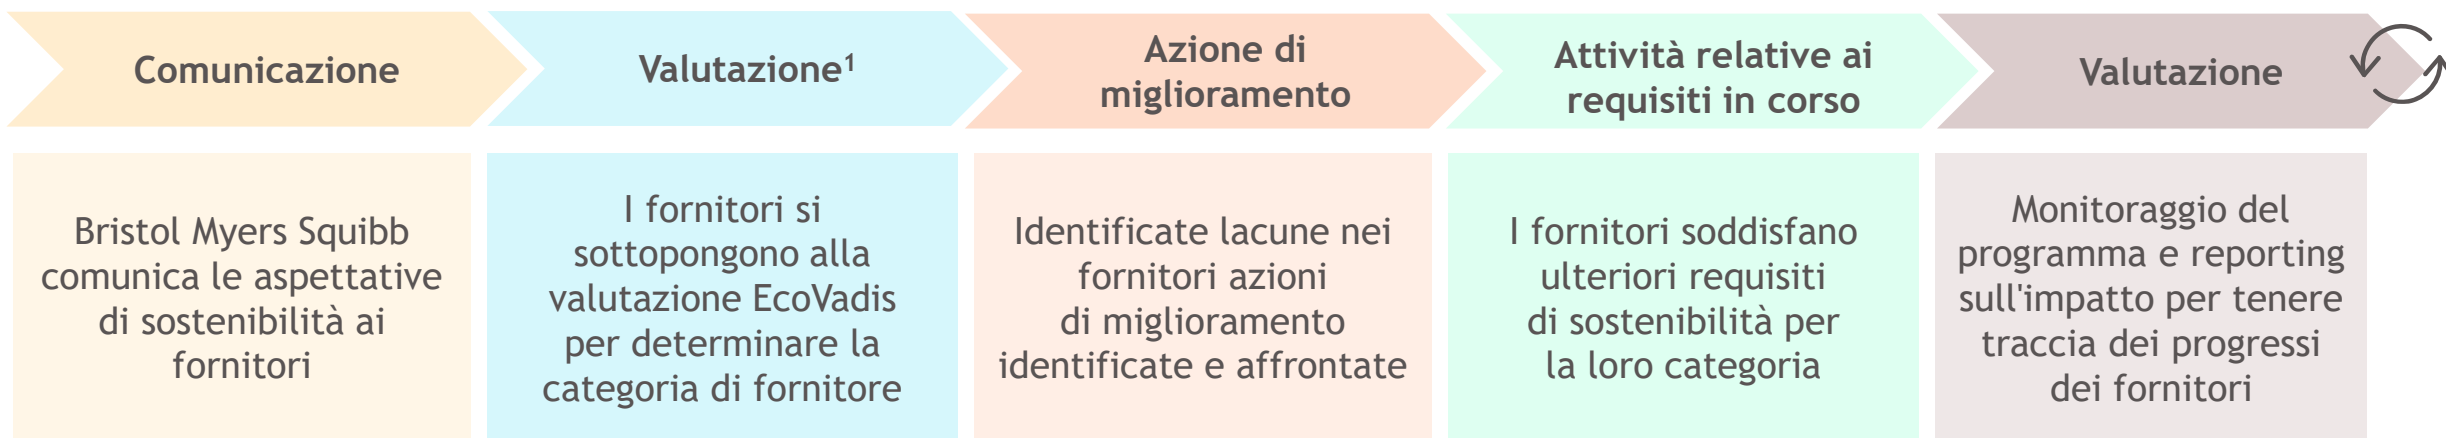 Comunicazione
Valutazione¹
Azione di
miglioramento
Attività relative ai
requisiti in corso
Valutazione
Bristol Myers Squibb
comunica le aspettative
di sostenibilità ai
fornitori
I fornitori si
sottopongono alla
valutazione EcoVadis
per determinare la
categoria di fornitore
Identificate lacune nei
fornitori azioni
di miglioramento
identificate e affrontate
I fornitori soddisfano
ulteriori requisiti
di sostenibilità per
la loro categoria
Monitoraggio del
programma e reporting
sull'impatto per tenere
traccia dei progressi
dei fornitori